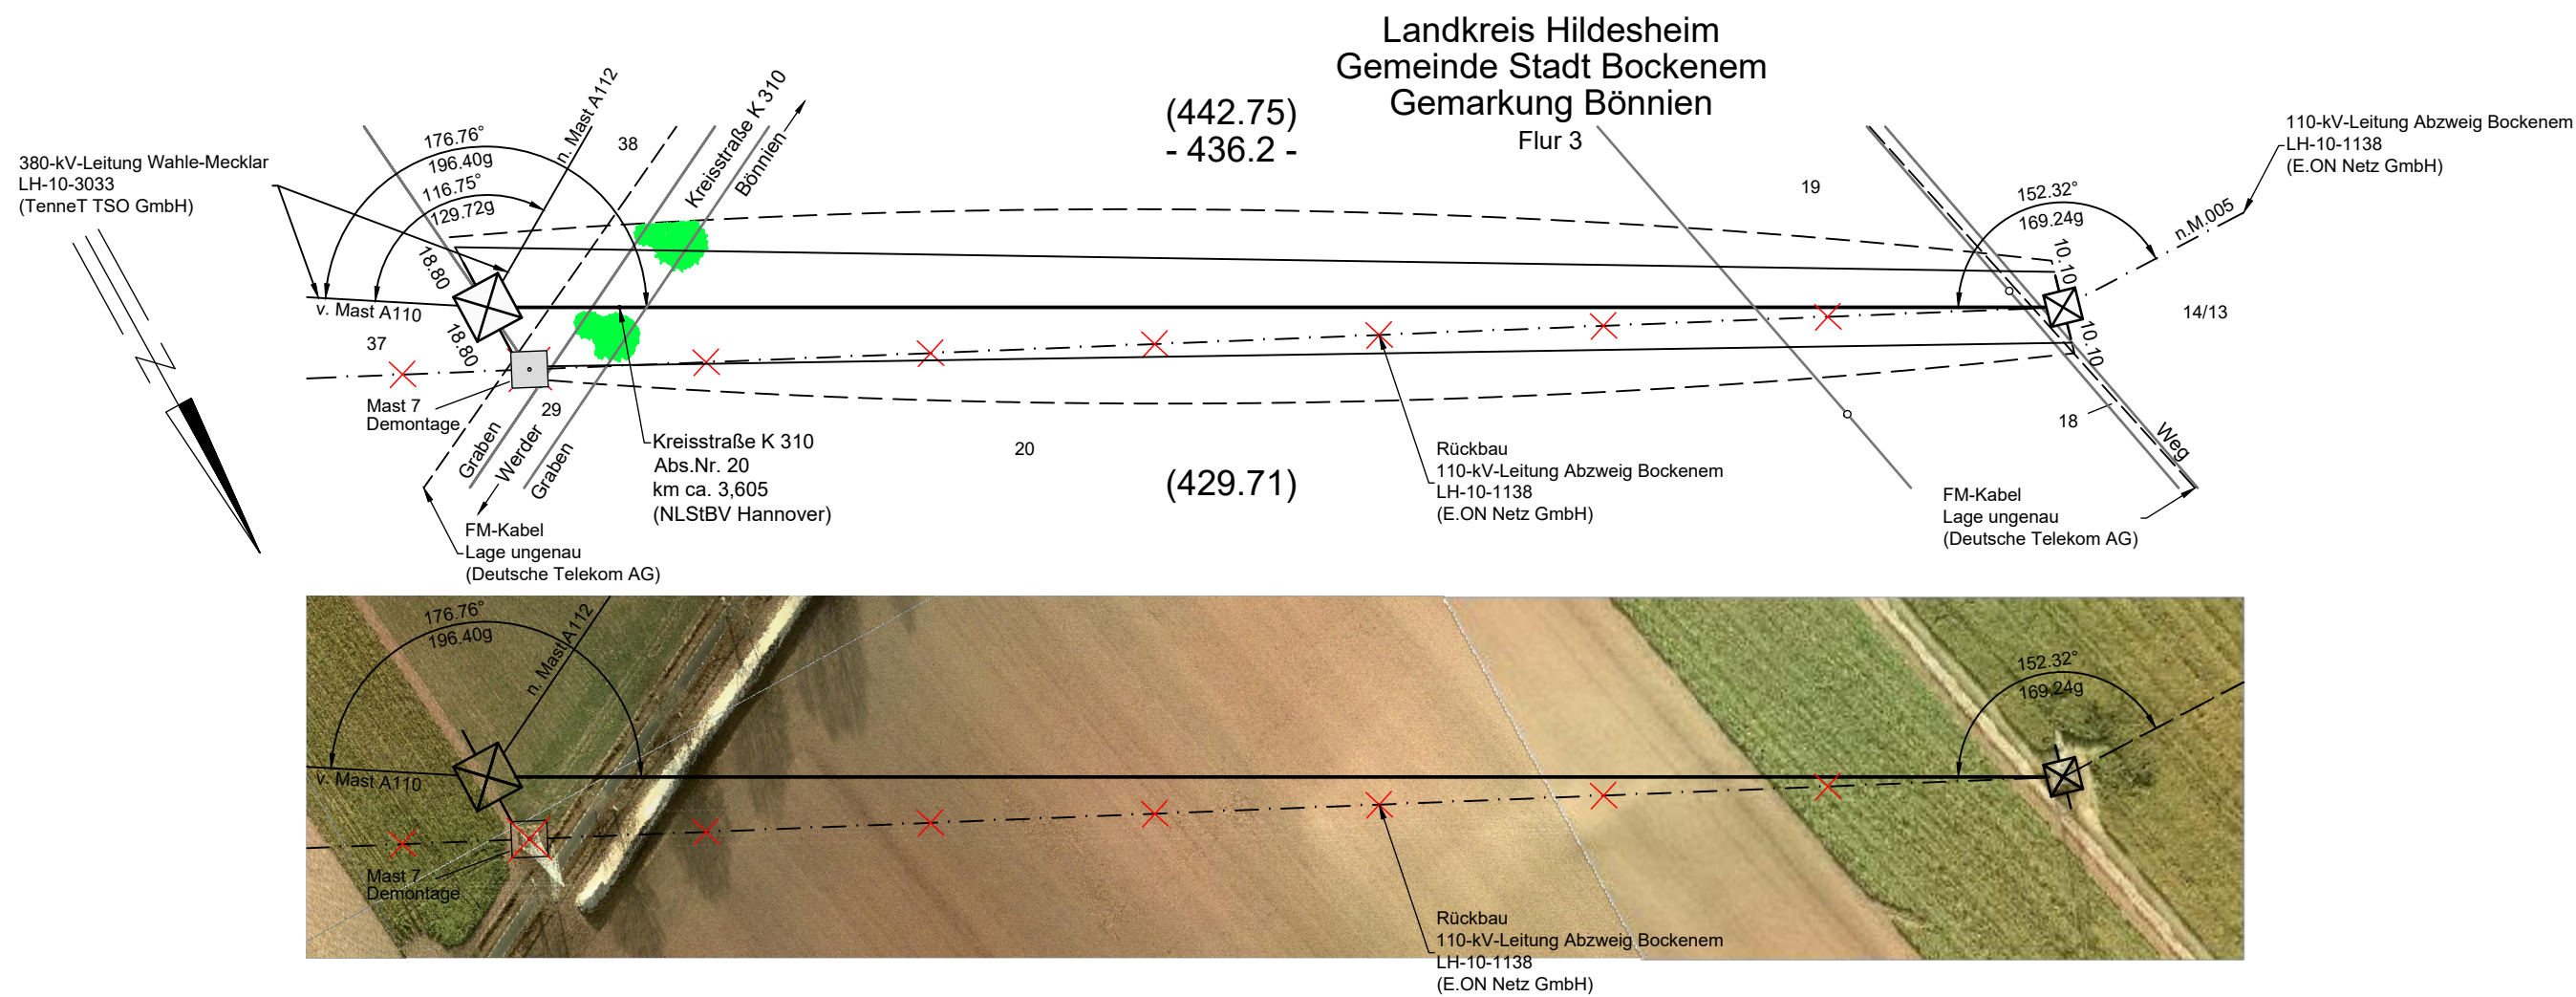 Landkreis Hildesheim
Gemeinde Stadt Bockenem
Gemarkung Bönnien
Flur 3
(442.75)
- 436.2 -
380-kV-Leitung Wahle-Mecklar
LH-10-3033
(TenneT TSO GmbH)
176.76°
196.40g
116.75°
129.72g
n. Mast A112
38
Kreisstraße K 310
Bönnien
19
110-kV-Leitung Abzweig Bockenem
LH-10-1138
(E.ON Netz GmbH)
152.32°
169.24g
n.M.005
10.10
10.10
14/13
18.80
18.80
v. Mast A110
37
N
Mast 7
Demontage
29
Graben
Werder
Graben
Kreisstraße K 310
Abs.Nr. 20
km ca. 3,605
(NLStBV Hannover)
20
(429.71)
Rückbau
110-kV-Leitung Abzweig Bockenem
LH-10-1138
(E.ON Netz GmbH)
18
Weg
FM-Kabel
Lage ungenau
(Deutsche Telekom AG)
FM-Kabel
Lage ungenau
(Deutsche Telekom AG)
176.76°
196.40g
n. Mast A112
v. Mast A110
Mast 7
Demontage
152.32°
169.24g
Rückbau
110-kV-Leitung Abzweig Bockenem
LH-10-1138
(E.ON Netz GmbH)